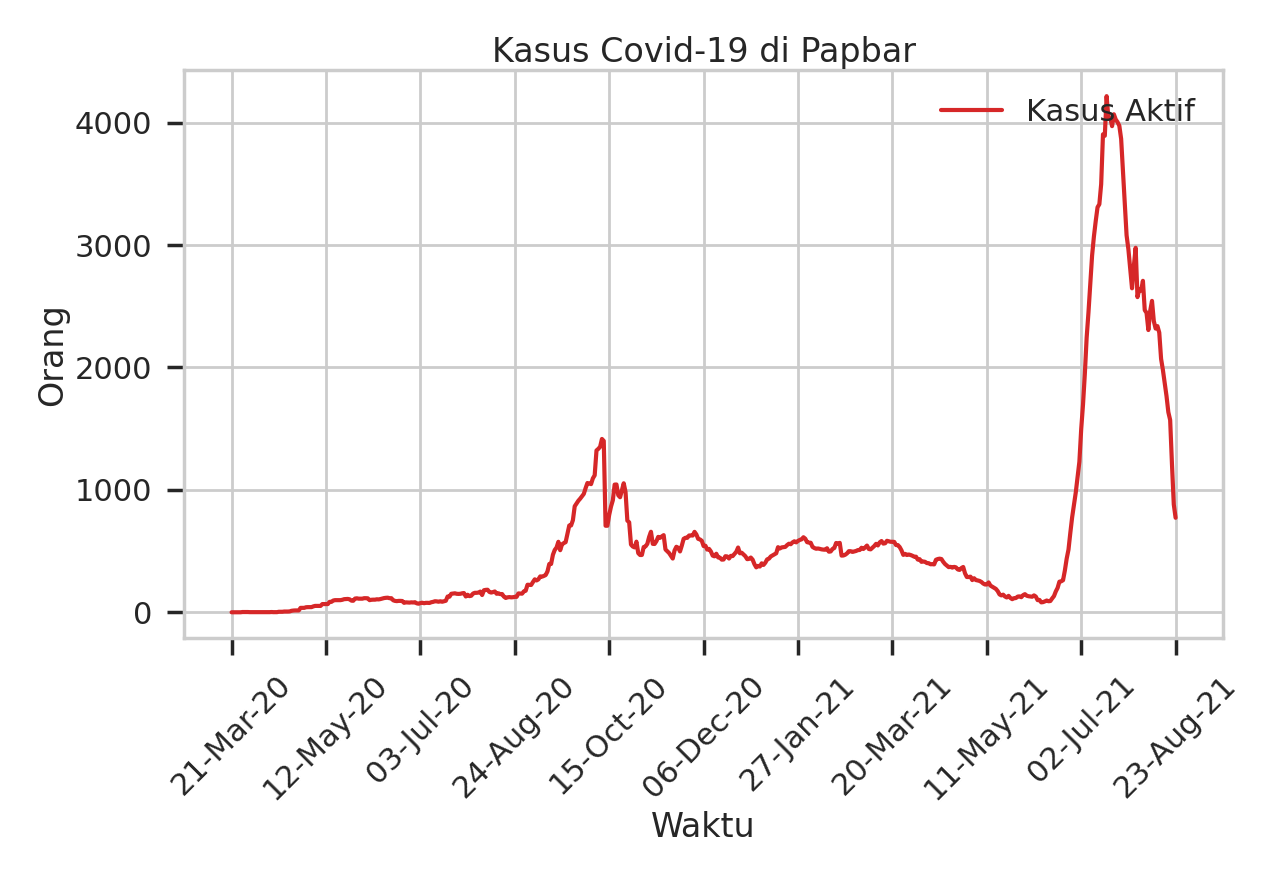 Kasus Covid-19 di Papbar
Kasus Aktif
4000
3000
2000
1000
0
Orang
21-Mar-20
12-May-20
03-Jul-20
24-Aug-20
15-Oct-20
06-Dec-20
27-Jan-21
20-Mar-21
11-May-21
02-Jul-21
23-Aug-21
Waktu